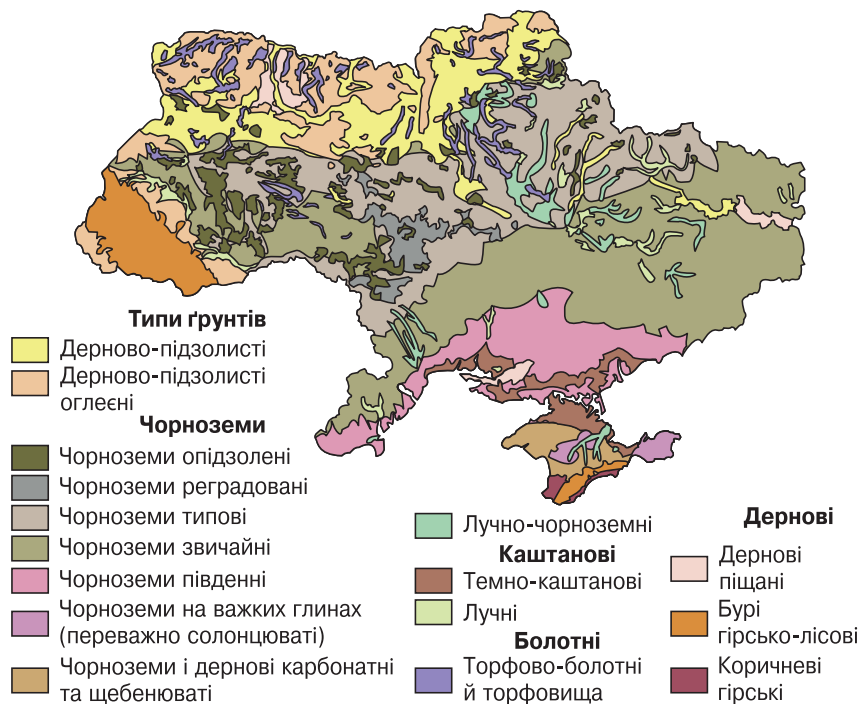 Типи ґрунтів
Дерново-підзолисті
Дерново-підзолисті
оглеєні
Чорноземи
Чорноземи опідзолені
Чорноземи реградовані
Чорноземи типові
Чорноземи звичайні
Чорноземи південні
Чорноземи на важких глинах
(переважно солонцюваті)
Чорноземи і дернові карбонатні
та щебенюваті
Лучно-чорноземні
Каштанові
Темно-каштанові
Лучні
Болотні
Торфово-болотні
й торфовища
Дернові
Дернові
піщані
Бурі
гірсько-лісові
Коричневі
гірські